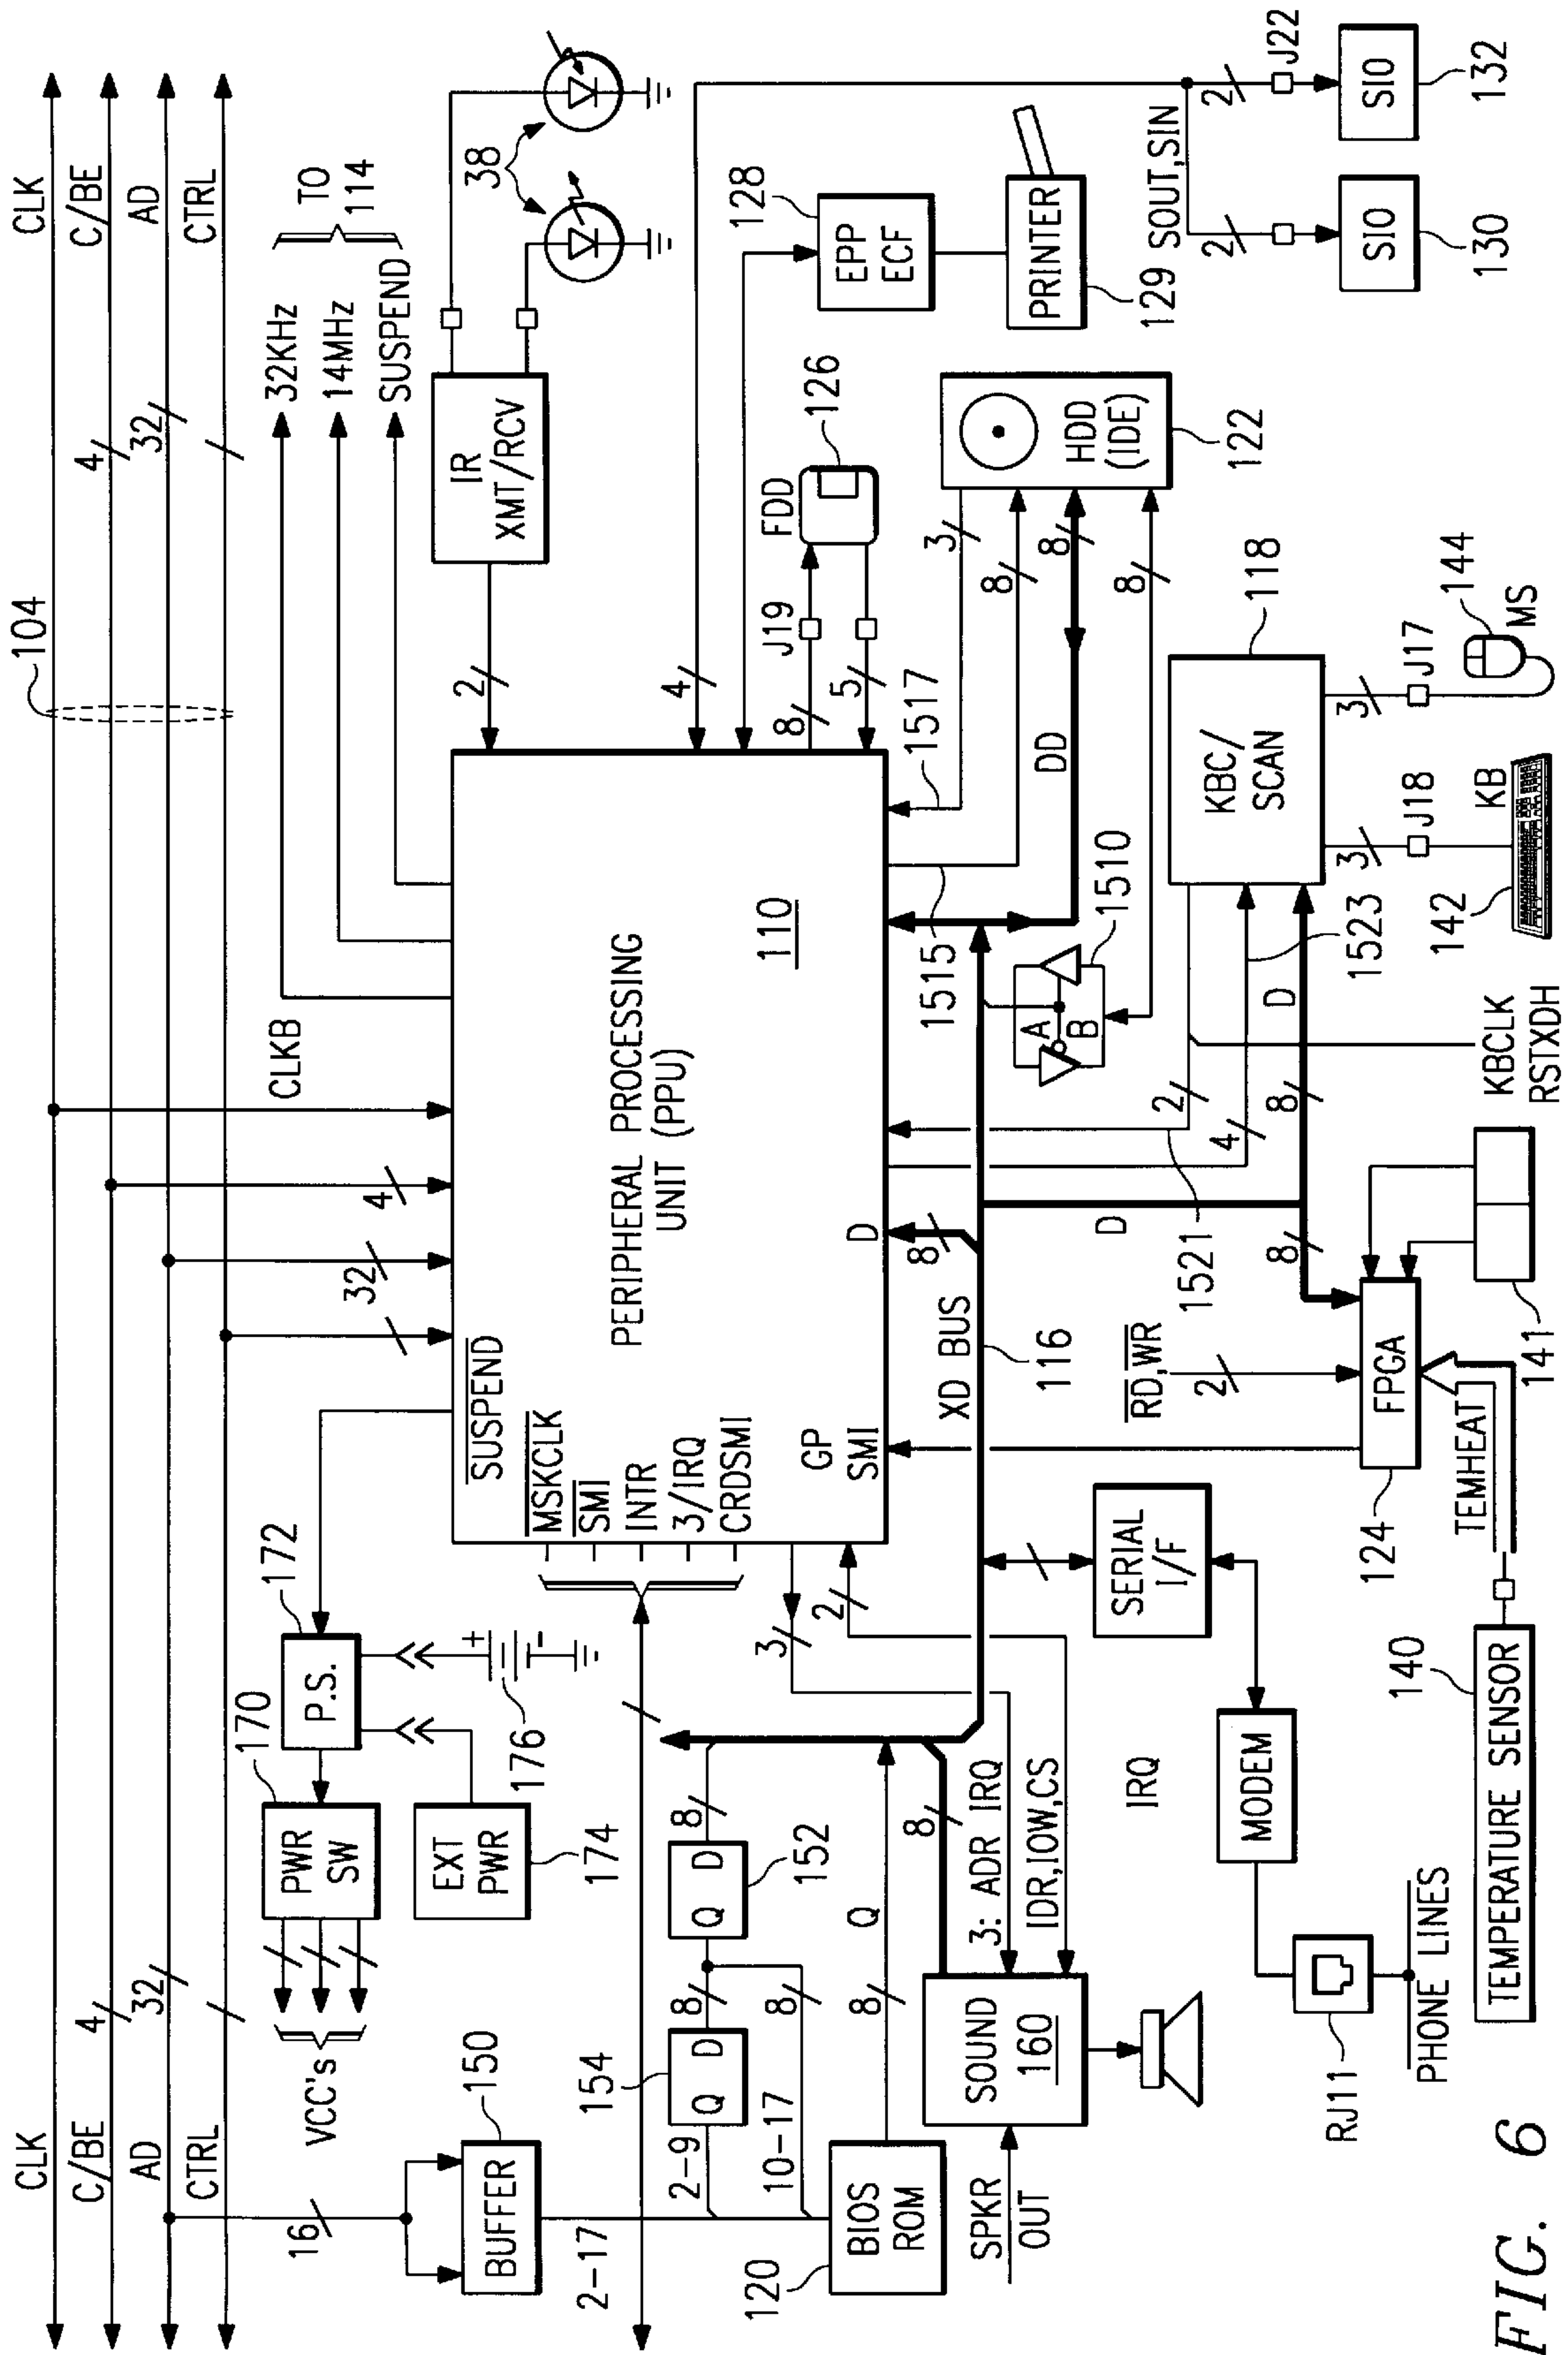 CLK
C/BE
AD
CTRL
104
CLK
C/BE
AD
CTRL
4
32
4
32
16
BUFFER
150
2-17
VCC's
PWR
SW
170
P.S.
172
EXT
PWR
174
176
+
-
32
4
CLKB
32KHz
14MHz
SUSPEND
TO
114
IR
XMT/RCV
38
2
SUSPEND
MSKCLK
SMI
INTR
3/IRQ
CRDSMI
GP
SMI
D
PERIPHERAL PROCESSING
UNIT (PPU)
110
4
8
J19
5
FDD
126
EPP
ECF
128
PRINTER
129
SOUT,SIN
2
2
J22
SIO
130
SIO
132
1517
3
8
8
8
HDD
(IDE)
122
DD
1515
A
B
1510
154
Q
D
8
152
Q
D
8
2-9
10-17
8
BIOS
ROM
120
8
Q
8
3
2
SOUND
160
3: ADR IRQ
IDR,IOW,CS
SPKR
OUT
XD BUS
116
8
D
1521
2
4
8
8
D
1523
KBC/
SCAN
118
3
J18
3
J17
KB
142
MS
144
KBCLK
RSTXDH
SERIAL
I/F
IRQ
MODEM
RJ11
PHONE LINES
RD,WR
2
FPGA
124
141
TEMHEAT
TEMPERATURE SENSOR
140
FIG. 6